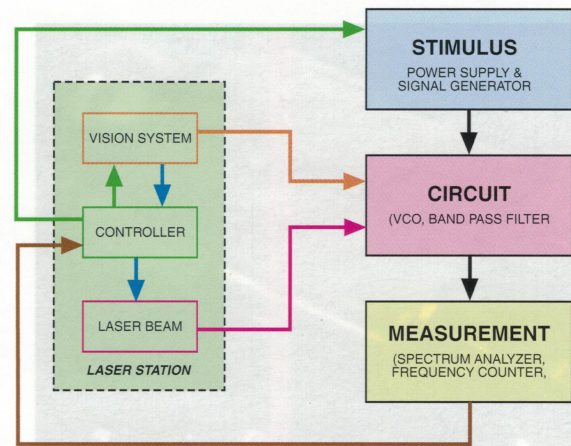 STIMULUS
POWER SUPPLY &
SIGNAL GENERATOR
VISION SYSTEM
CIRCUIT
(VCO, BAND PASS FILTER
CONTROLLER
LASER BEAM
MEASUREMENT
(SPECTRUM ANALYZER,
FREQUENCY COUNTER,
LASER STATION